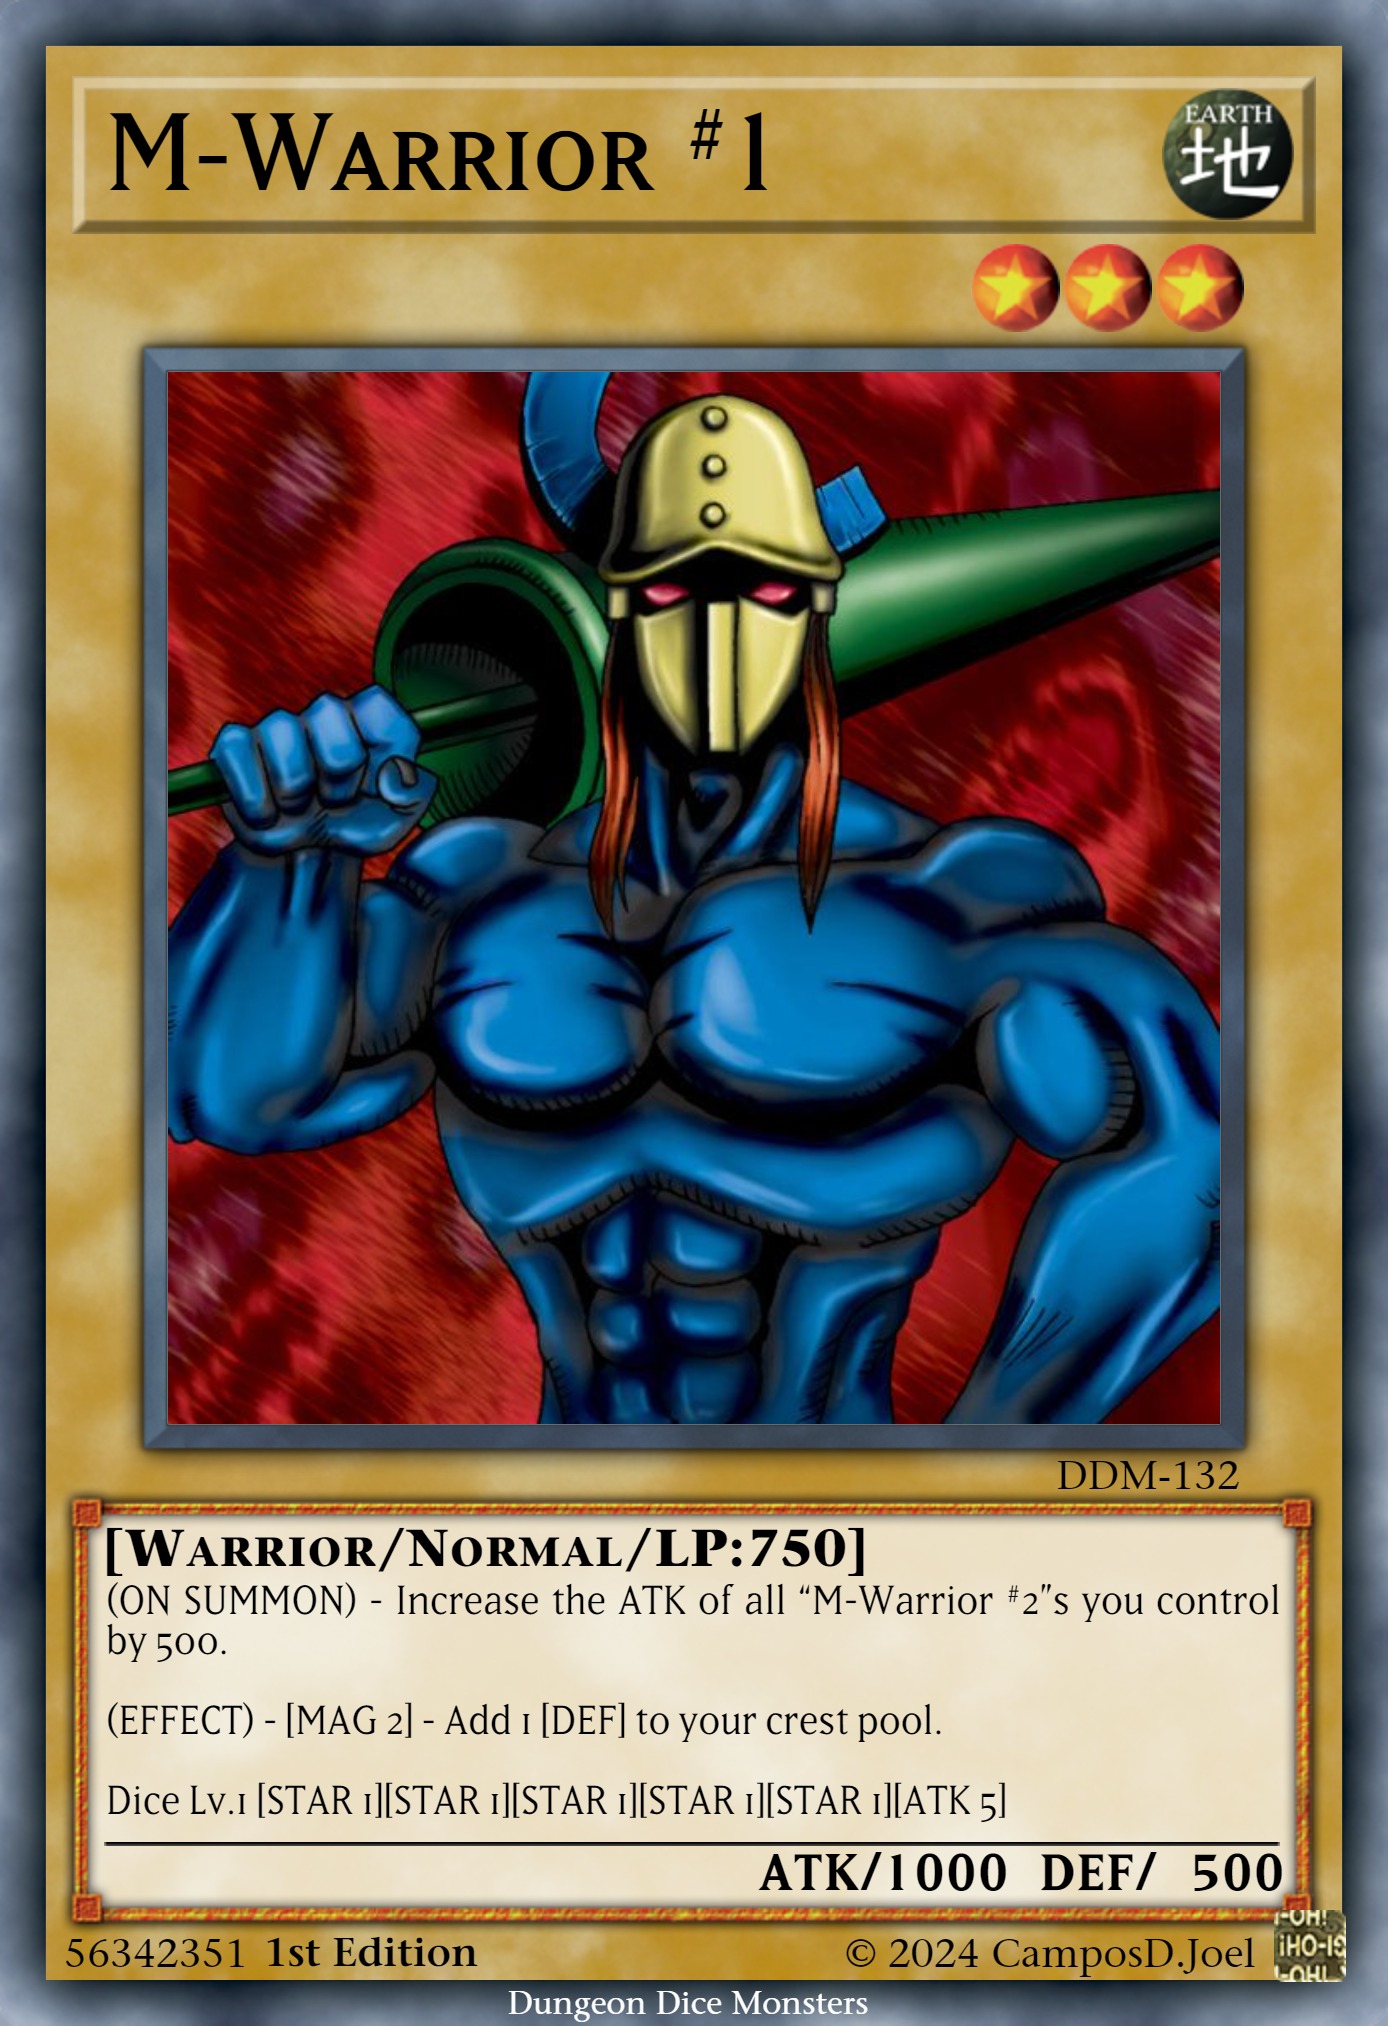 M-Warrior #1
EARTH
地
DDM-132
[Warrior/Normal/LP:750]
(ON SUMMON) - Increase the ATK of all “M-Warrior #2”s you control
by 500.
(EFFECT) - [MAG 2] - Add 1 [DEF] to your crest pool.
Dice Lv.1 [STAR 1][STAR 1][STAR 1][STAR 1][STAR 1][ATK 5]
ATK/1000 DEF/ 500
56342351 1st Edition
© 2024 CamposD.Joel
Dungeon Dice Monsters